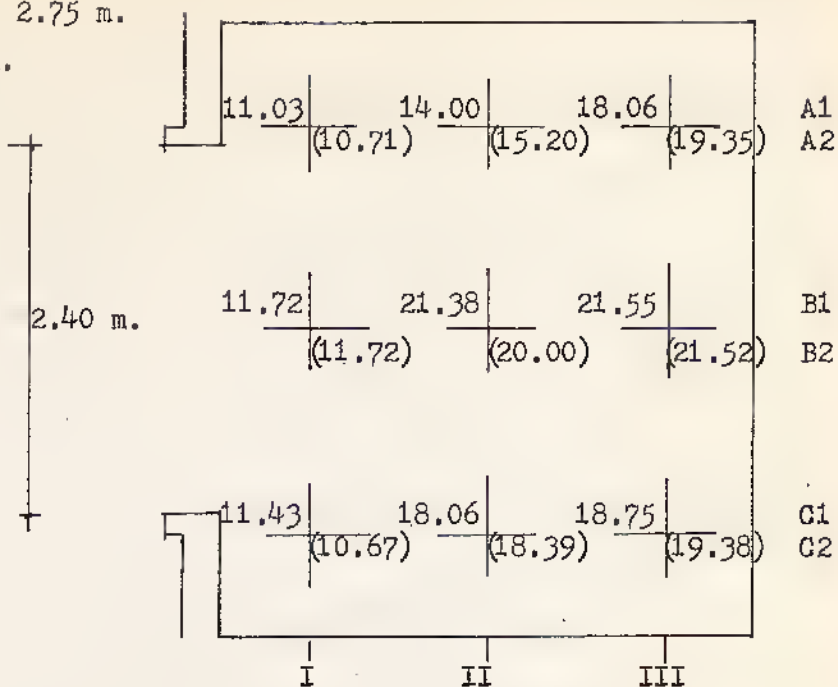 2.75 m.
11.03 14.00 18.06 A1
(10.71) (15.20) (19.35) A2
11.72 21.38 21.55 B1
2.40 m.
(11.72) (20.00) (21.52) B2
11.43 18.06 18.75 C1
(10.67) (18.39) (19.38) C2
I II III